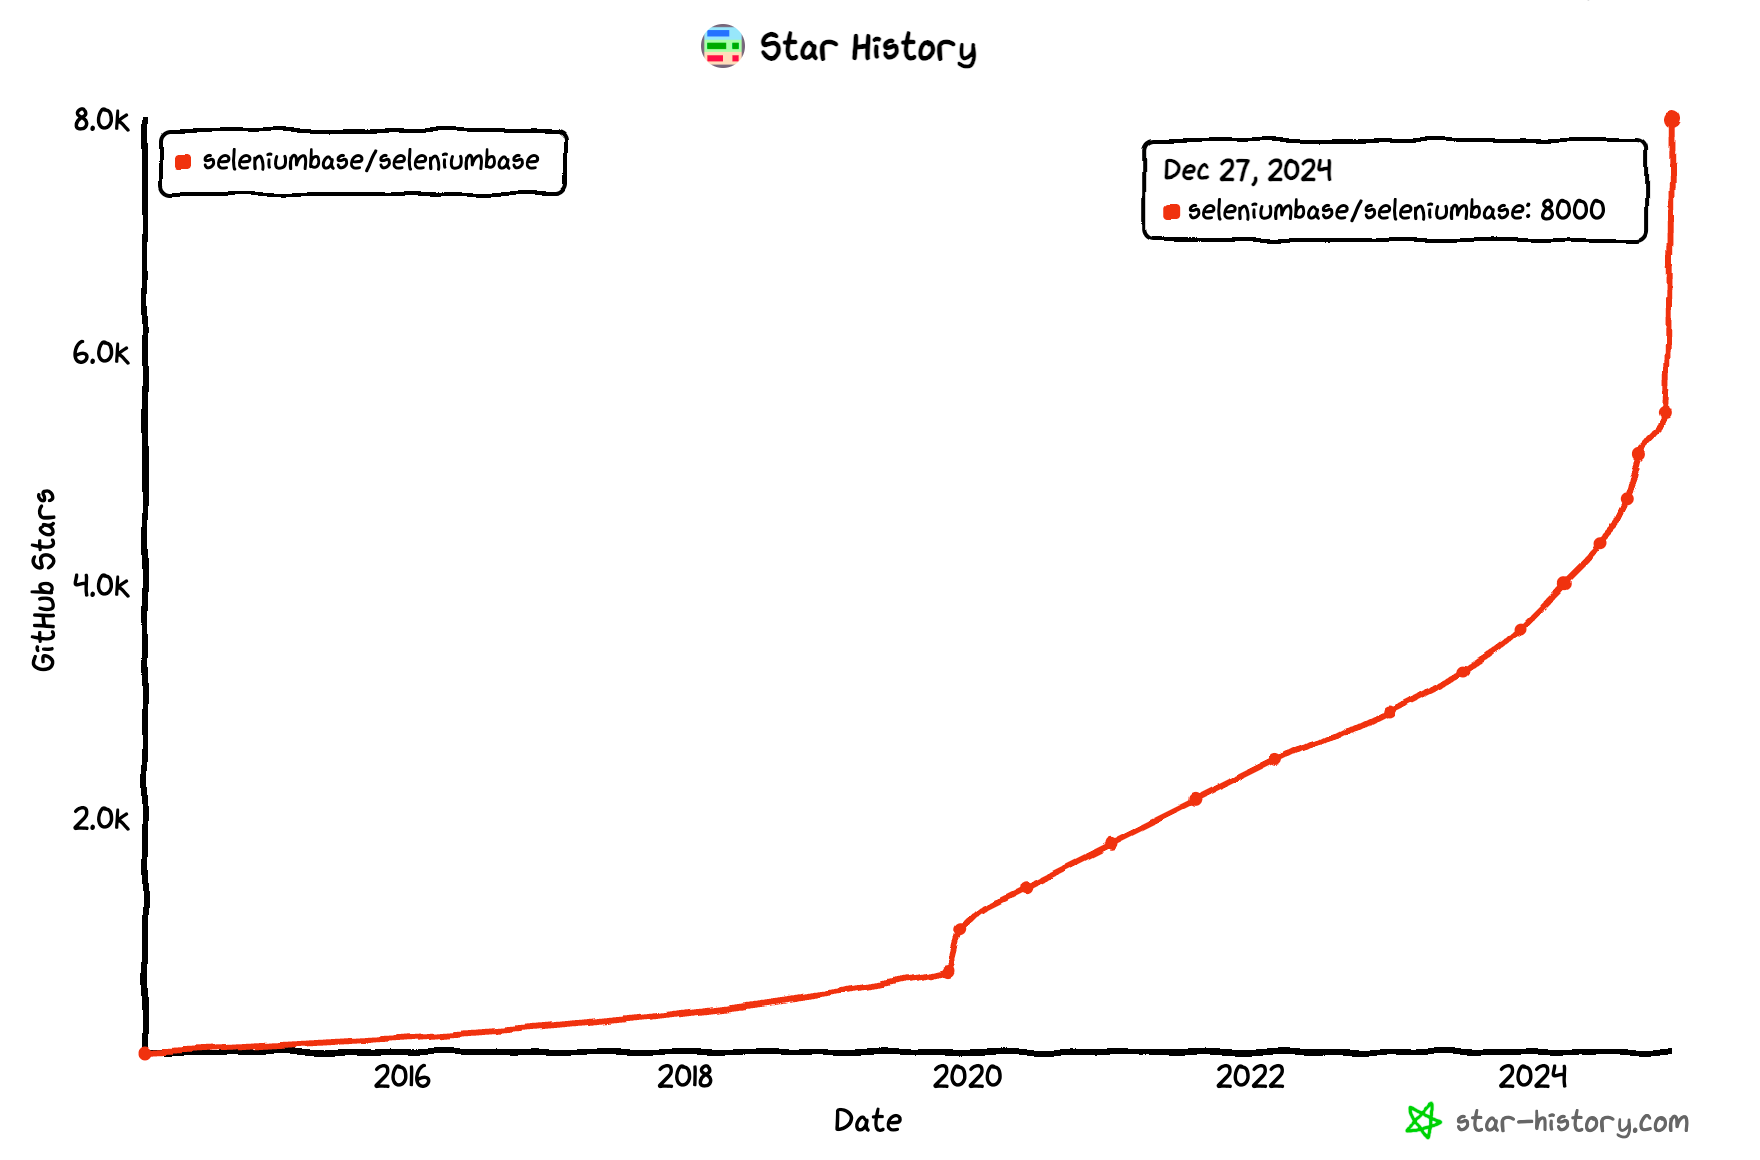 Star History
8.0K
seleniumbase/seleniumbase
Dec 27, 2024
seleniumbase/seleniumbase: 8000
6.0K
4.0K
2.0K
GitHub Stars
2016 2018 2020 2022 2024
Date
star-history.com